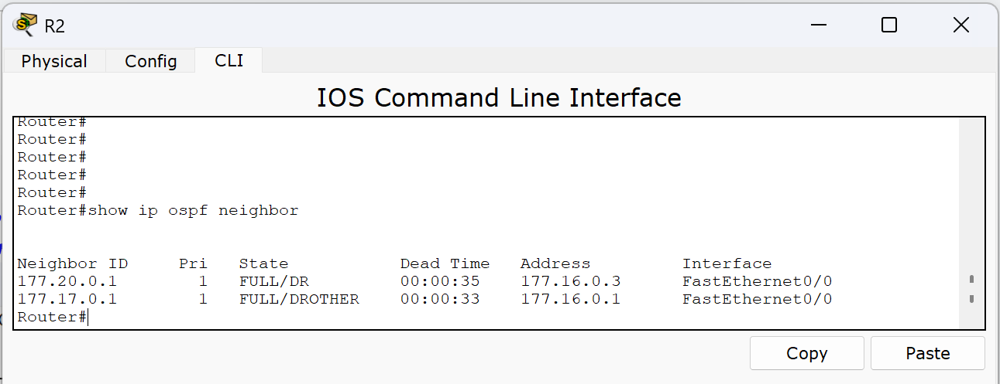 R2
Physical Config CLI
IOS Command Line Interface
Router#
Router#
Router#
Router#
Router#
Router#show ip ospf neighbor
Neighbor ID     Pri   State           Dead Time   Address         Interface
177.20.0.1        1   FULL/DR         00:00:35    177.16.0.3      FastEthernet0/0
177.17.0.1        1   FULL/DROTHER    00:00:33    177.16.0.1      FastEthernet0/0
Router#
Copy Paste